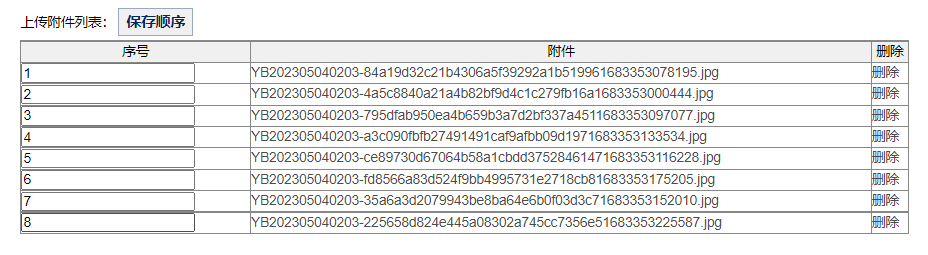 上传附件列表： 保存顺序
序号 附件 删除
1 YB202305040203-84a19d32c21b4306a5f39292a1b519961683353078195.jpg 删除
2 YB202305040203-4a5c8840a21a4b82bf9d4c1c279fb16a1683353000444.jpg 删除
3 YB202305040203-795dfab950ea4b659b3a7d2bf337a4511683353097077.jpg 删除
4 YB202305040203-a3c090fbfb27491491caf9afbb09d1971683353133534.jpg 删除
5 YB202305040203-ce89730d67064b58a1cbdd37528461471683353116228.jpg 删除
6 YB202305040203-fd8566a83d524f9bb4995731e2718cb81683353175205.jpg 删除
7 YB202305040203-35a6a3d2079943be8ba64e6b0f03d3c71683353152010.jpg 删除
8 YB202305040203-225658d824e445a08302a745cc7356e51683353225587.jpg 删除